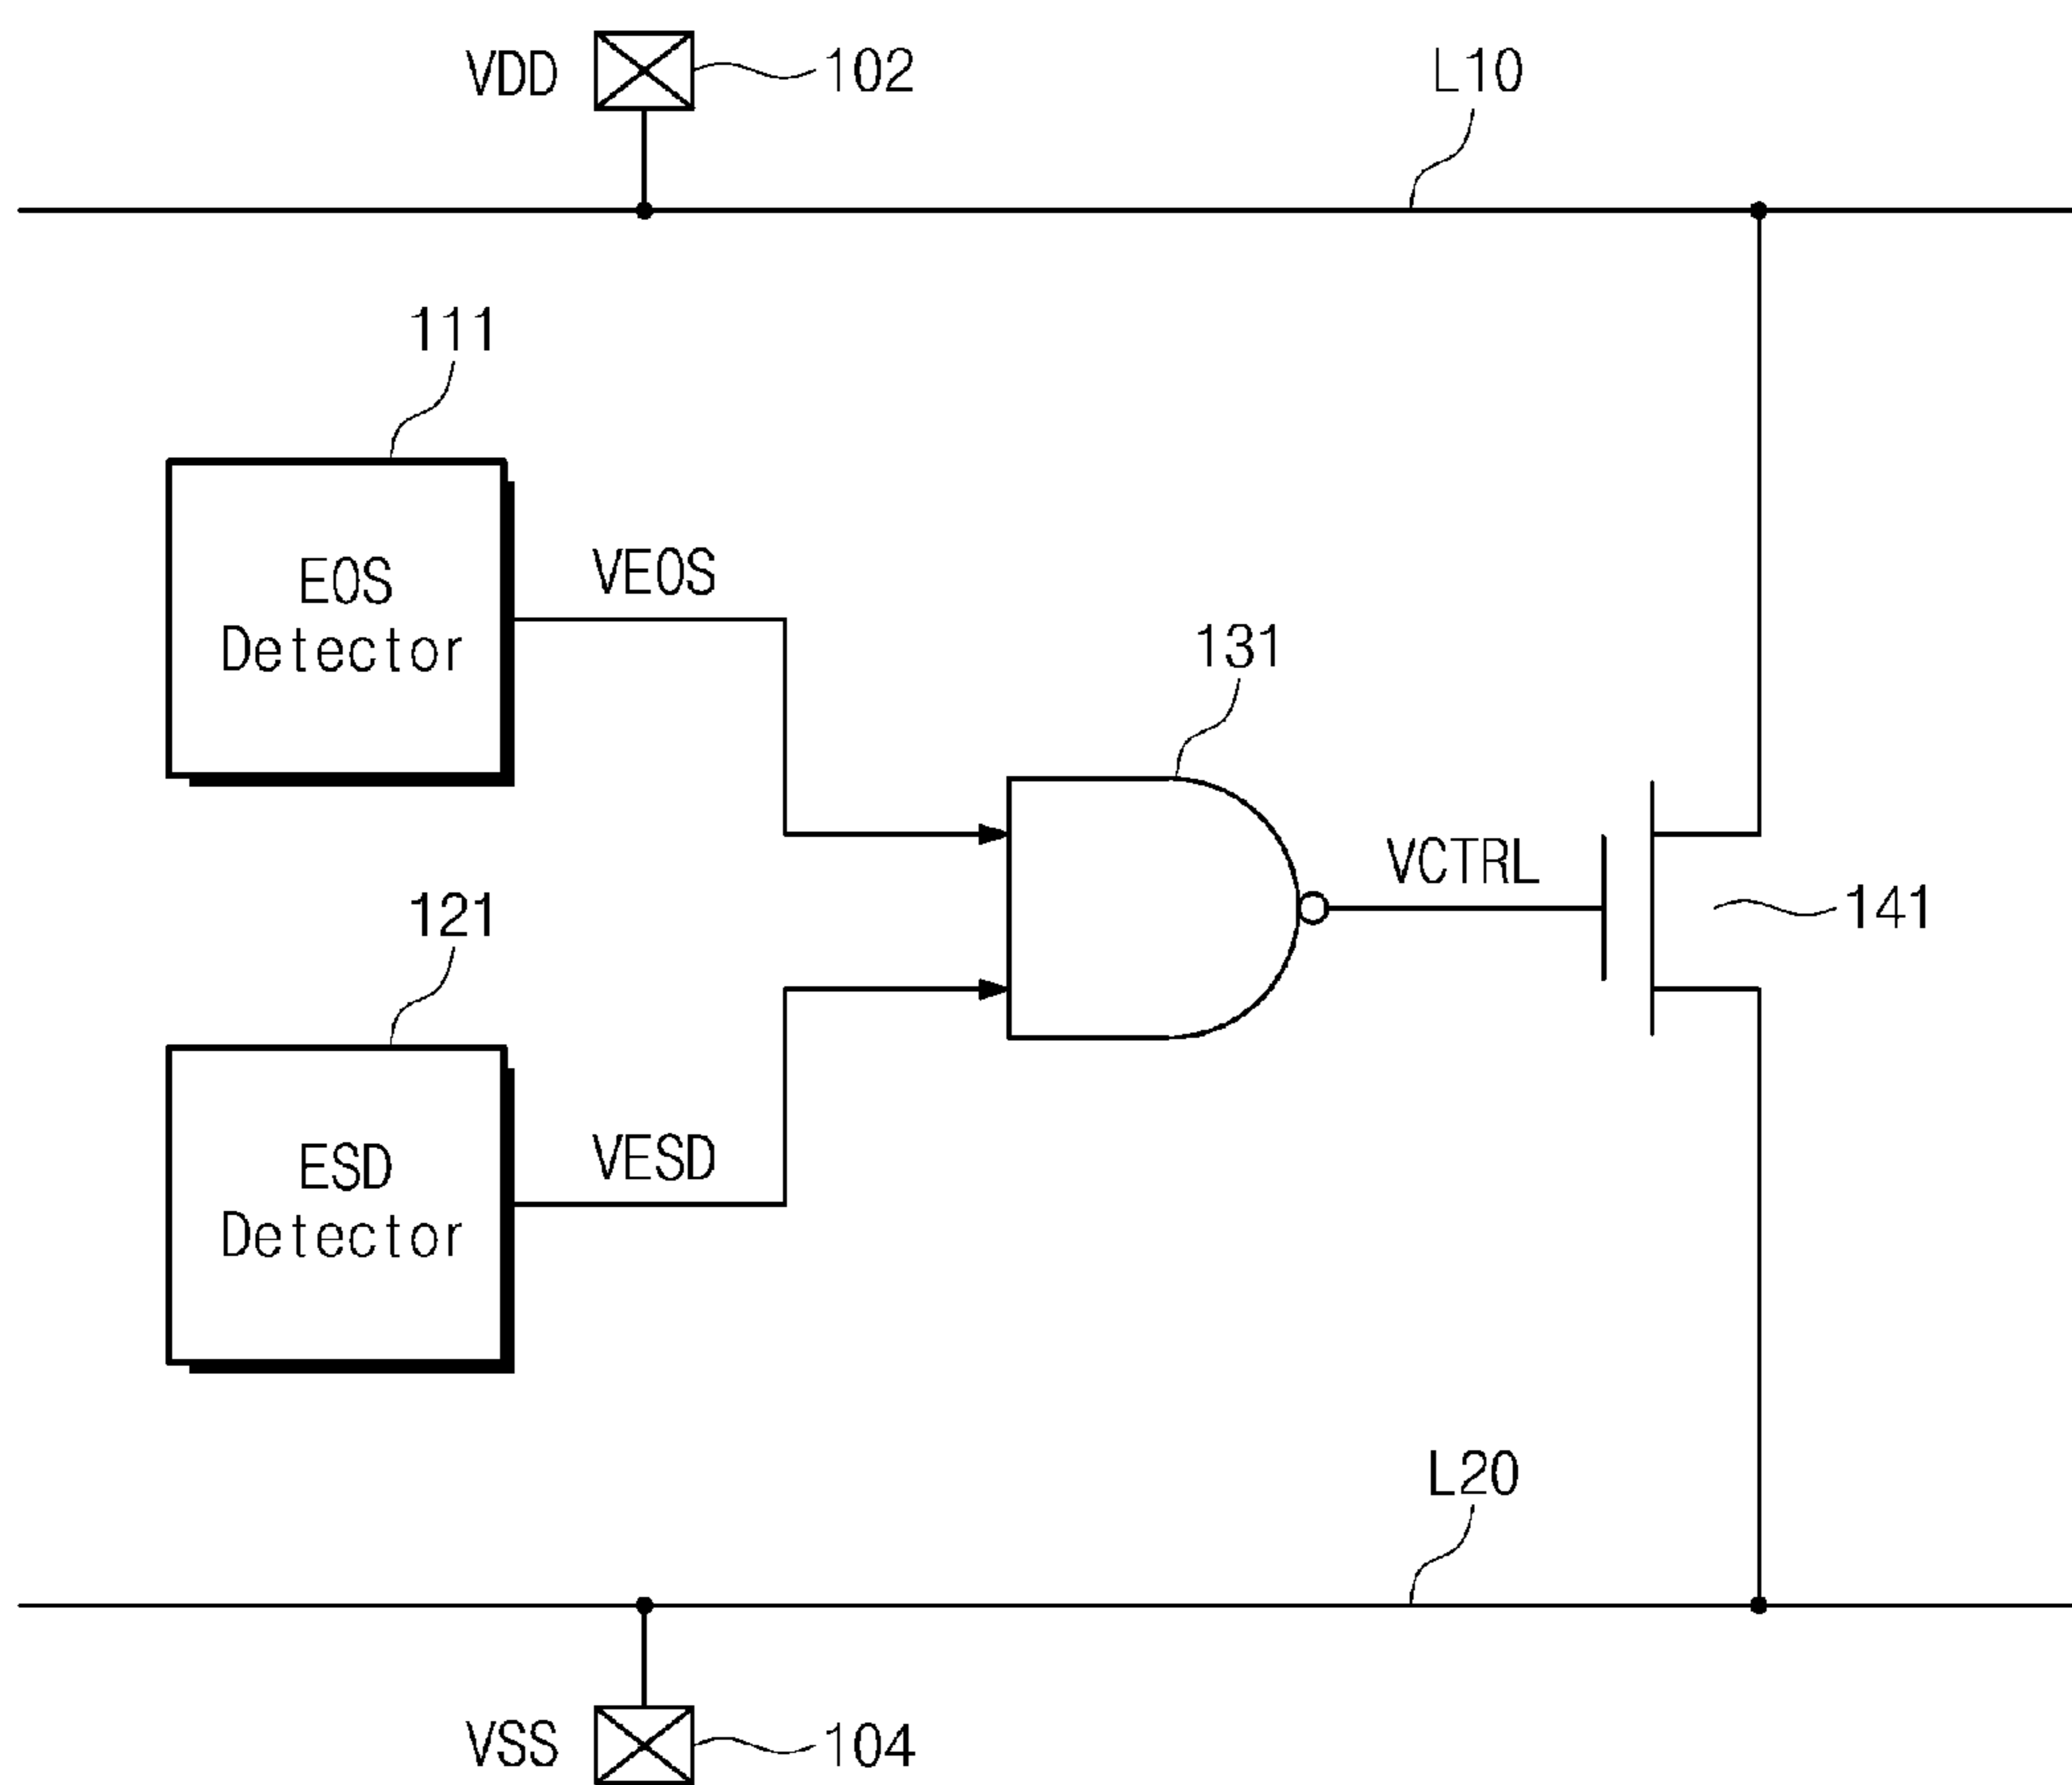 VDD
102
L10
111
EOS
Detector
VEOS
131
VCTRL
141
121
ESD
Detector
VESD
L20
VSS
104